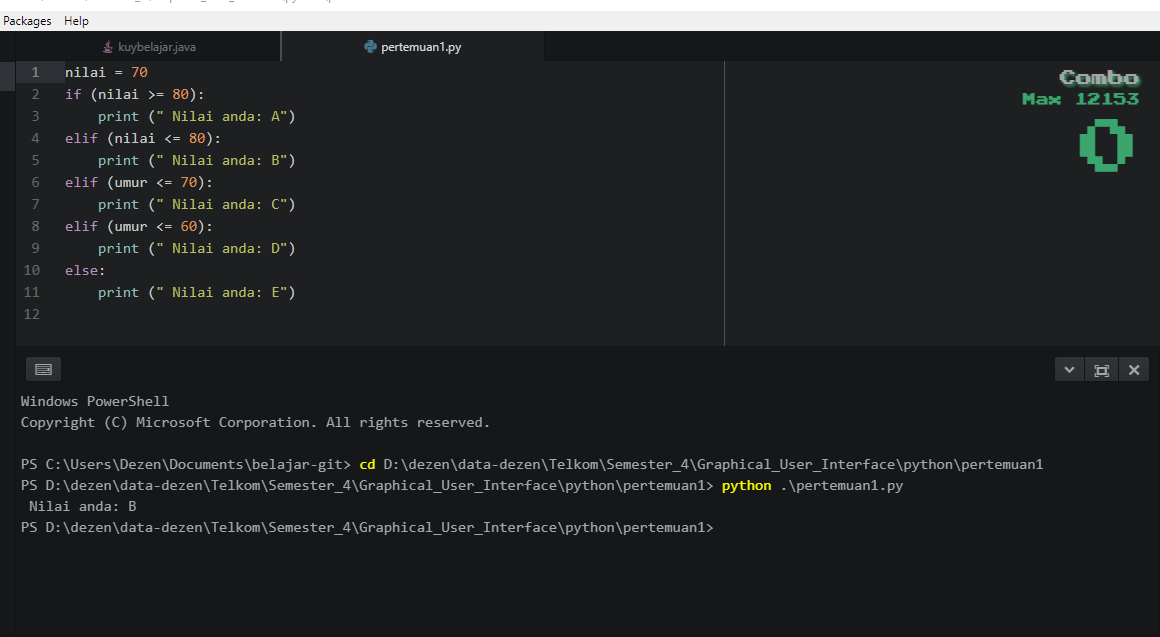 Packages Help
kuybelajar.java pertemuan1.py
1 nilai = 70
2 if (nilai >= 80):
3     print (" Nilai anda: A")
4 elif (nilai <= 80):
5     print (" Nilai anda: B")
6 elif (umur <= 70):
7     print (" Nilai anda: C")
8 elif (umur <= 60):
9     print (" Nilai anda: D")
10 else:
11     print (" Nilai anda: E")
12
Combo
Max 12153
0
Windows PowerShell
Copyright (C) Microsoft Corporation. All rights reserved.
PS C:\Users\Dezen\Documents\belajar-git> cd D:\dezen\data-dezen\Telkom\Semester_4\Graphical_User_Interface\python\pertemuan1
PS D:\dezen\data-dezen\Telkom\Semester_4\Graphical_User_Interface\python\pertemuan1> python .\pertemuan1.py
 Nilai anda: B
PS D:\dezen\data-dezen\Telkom\Semester_4\Graphical_User_Interface\python\pertemuan1>